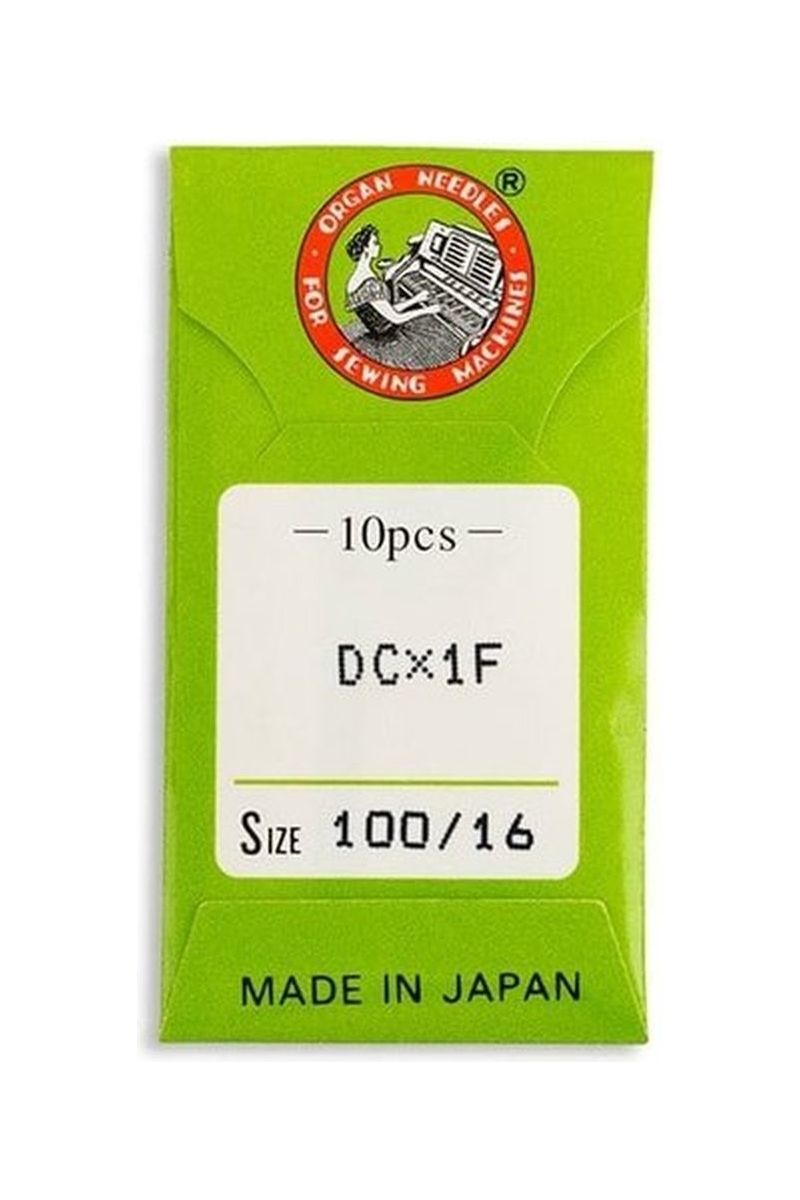 ORGAN NEEDLES ®
· FOR SEWING MACHINES ·
—10pcs—
DC×1F
SIZE 100/16
MADE IN JAPAN